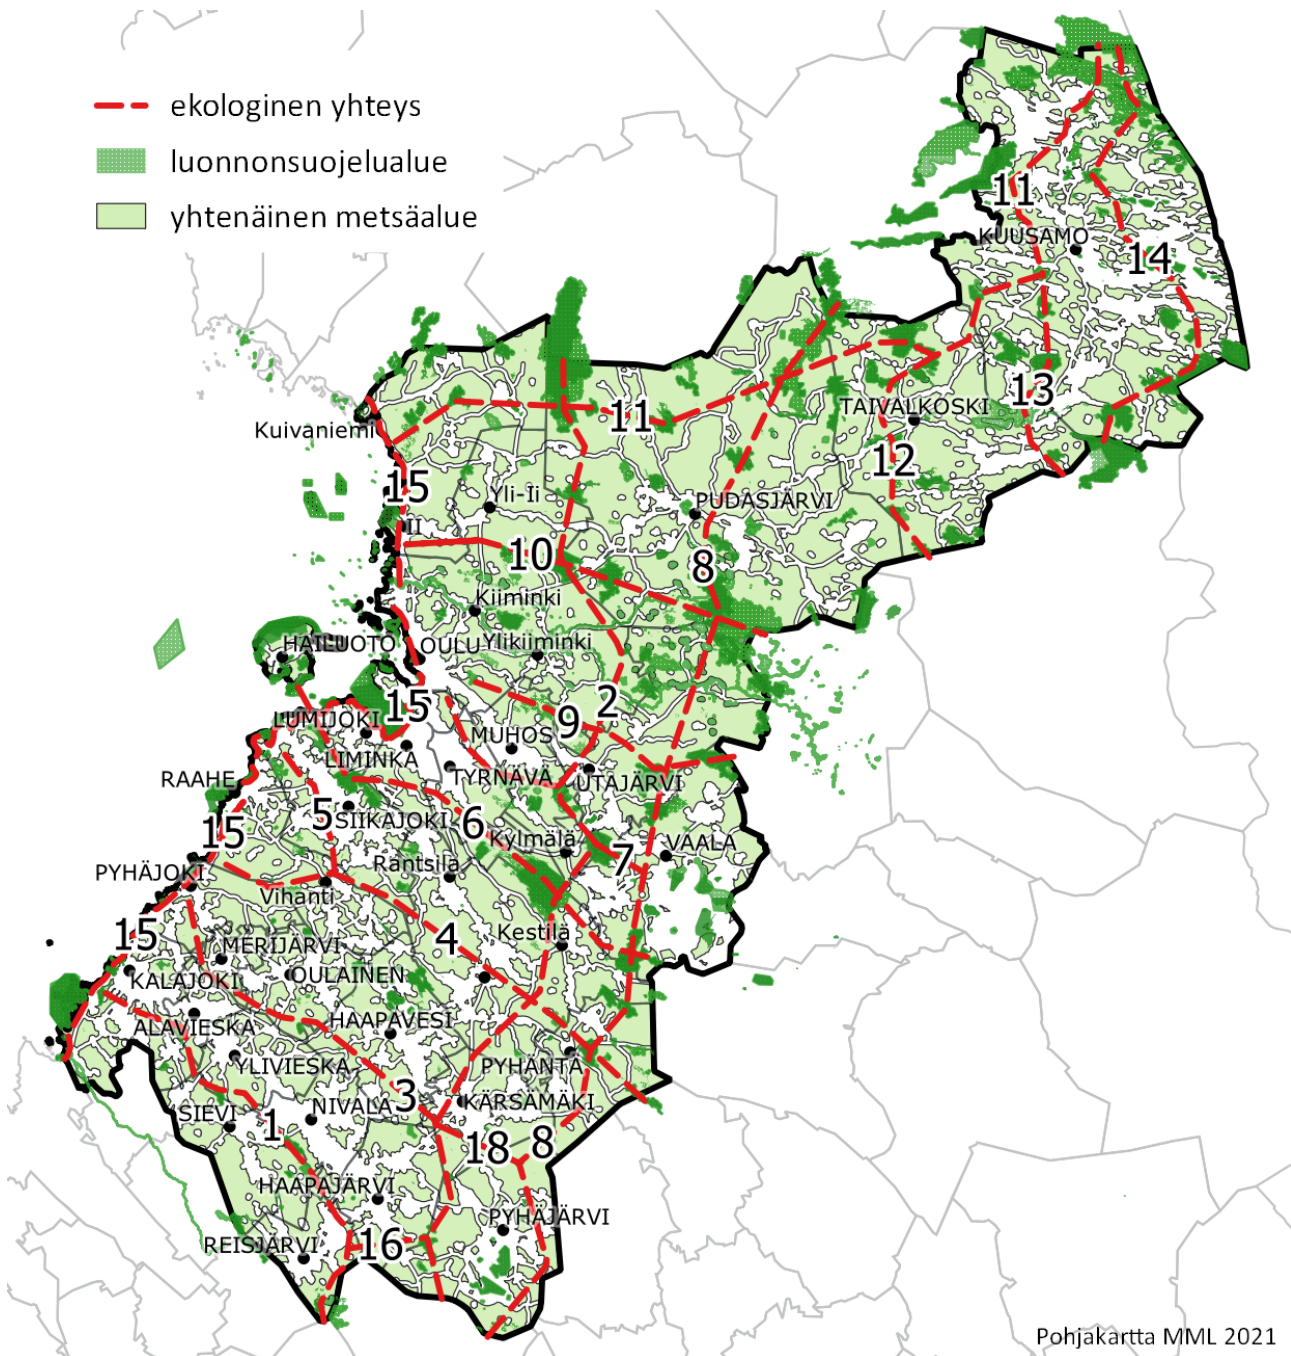 ekologinen yhteys
luonnonsuojelualue
yhtenäinen metsäalue
11
KUUSAMO
14
13
TAIVALKOSKI
11
Kuivaniemi
12
15
Yli-Ii
PUDASJÄRVI
II
10
8
Kiiminki
HAILUOTO
OULU
Ylikiiminki
15
2
9
LUMIJOKI
MUHOS
LIMINKA
TYRNÄVÄ
UTAJÄRVI
RAAHE
5
SIIKAJOKI
6
15
Kylmälä
7
VAALA
Räntsilä
PYHÄJOKI
Vihanti
15
4
Kestilä
MERIJÄRVI
KALAJOKI
OULAINEN
ALAVIESKA
HAAPAVESI
YLIVIESKA
PYHÄNTÄ
3
KÄRSÄMÄKI
SIEVI
NIVALA
1
18
8
HAAPAJÄRVI
PYHÄJÄRVI
REISJÄRVI
16
Pohjakartta MML 2021